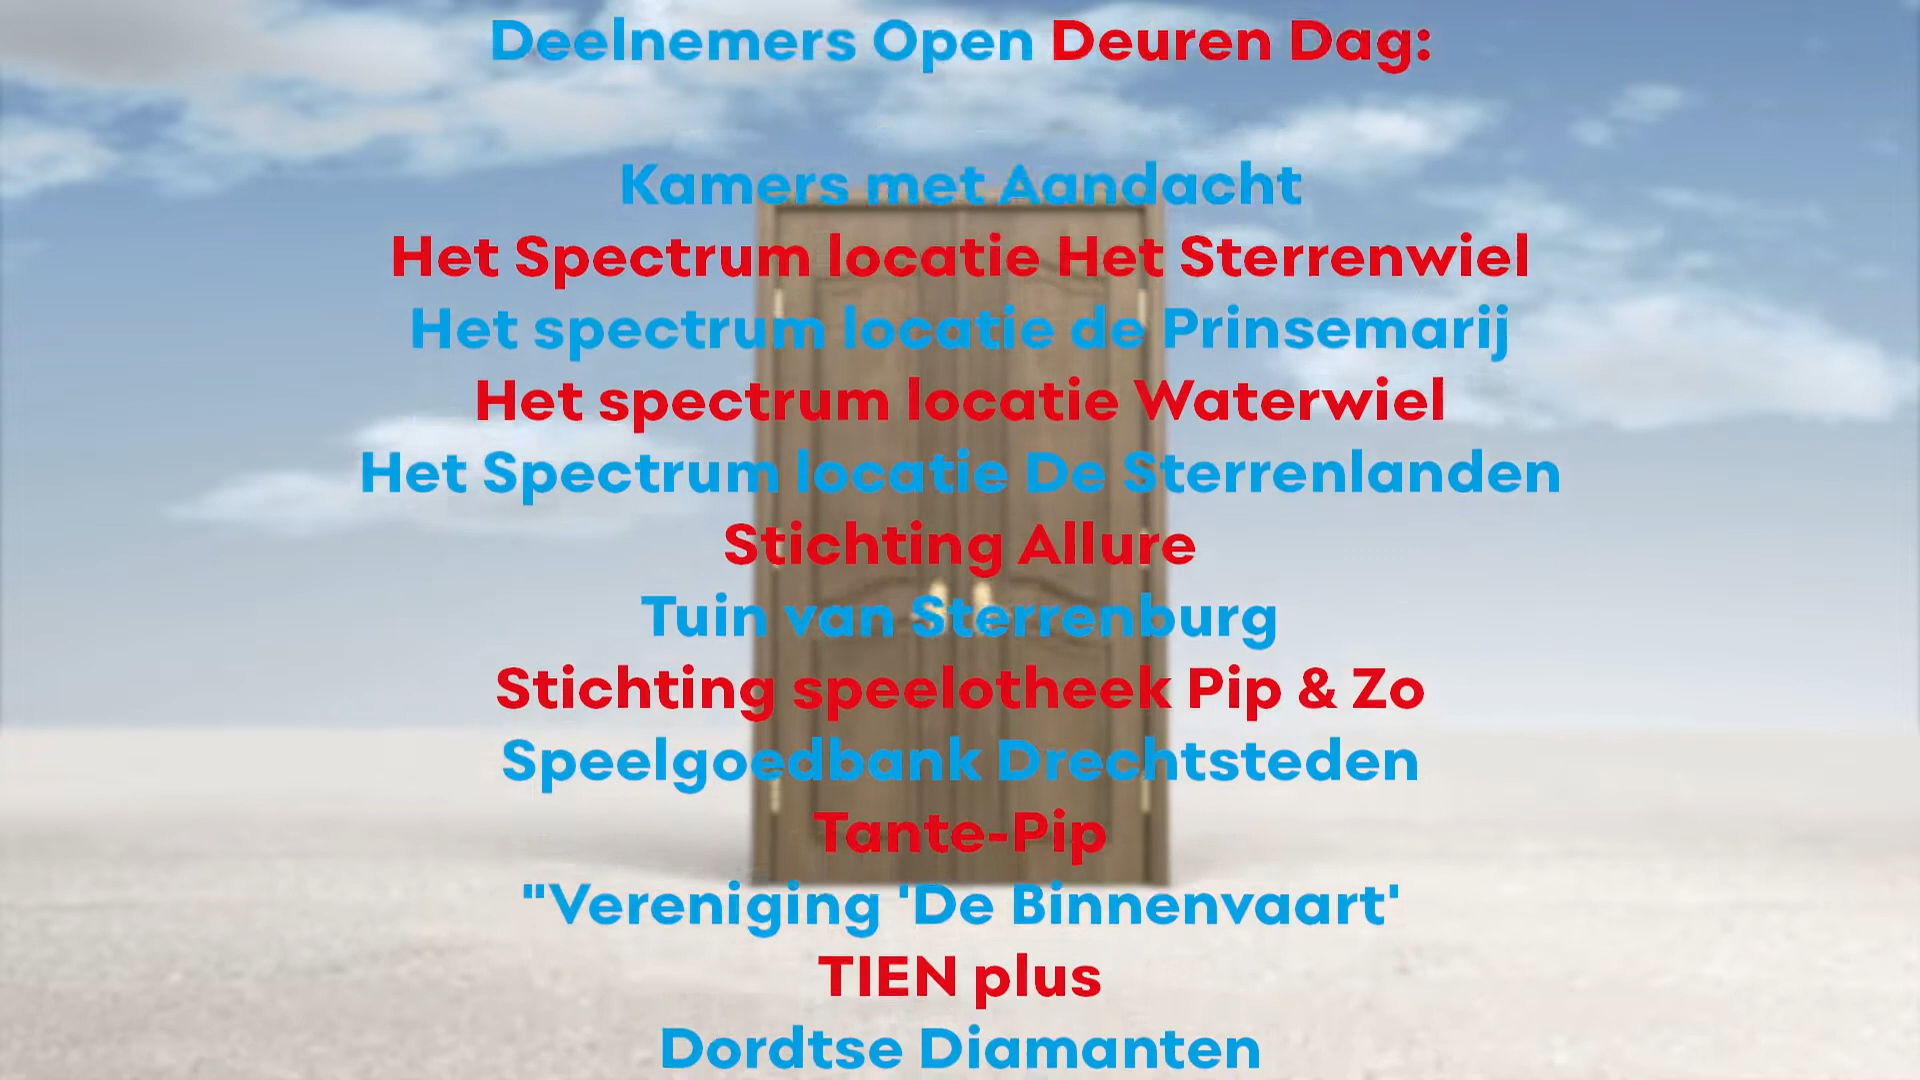 Deelnemers Open Deuren Dag:
Kamers met Aandacht
Het Spectrum locatie Het Sterrenwiel
Het spectrum locatie de Prinsemarij
Het spectrum locatie Waterwiel
Het Spectrum locatie De Sterrenlanden
Stichting Allure
Tuin van Sterrenburg
Stichting speelotheek Pip & Zo
Speelgoedbank Drechtsteden
Tante-Pip
"Vereniging 'De Binnenvaart'
TIEN plus
Dordtse Diamanten